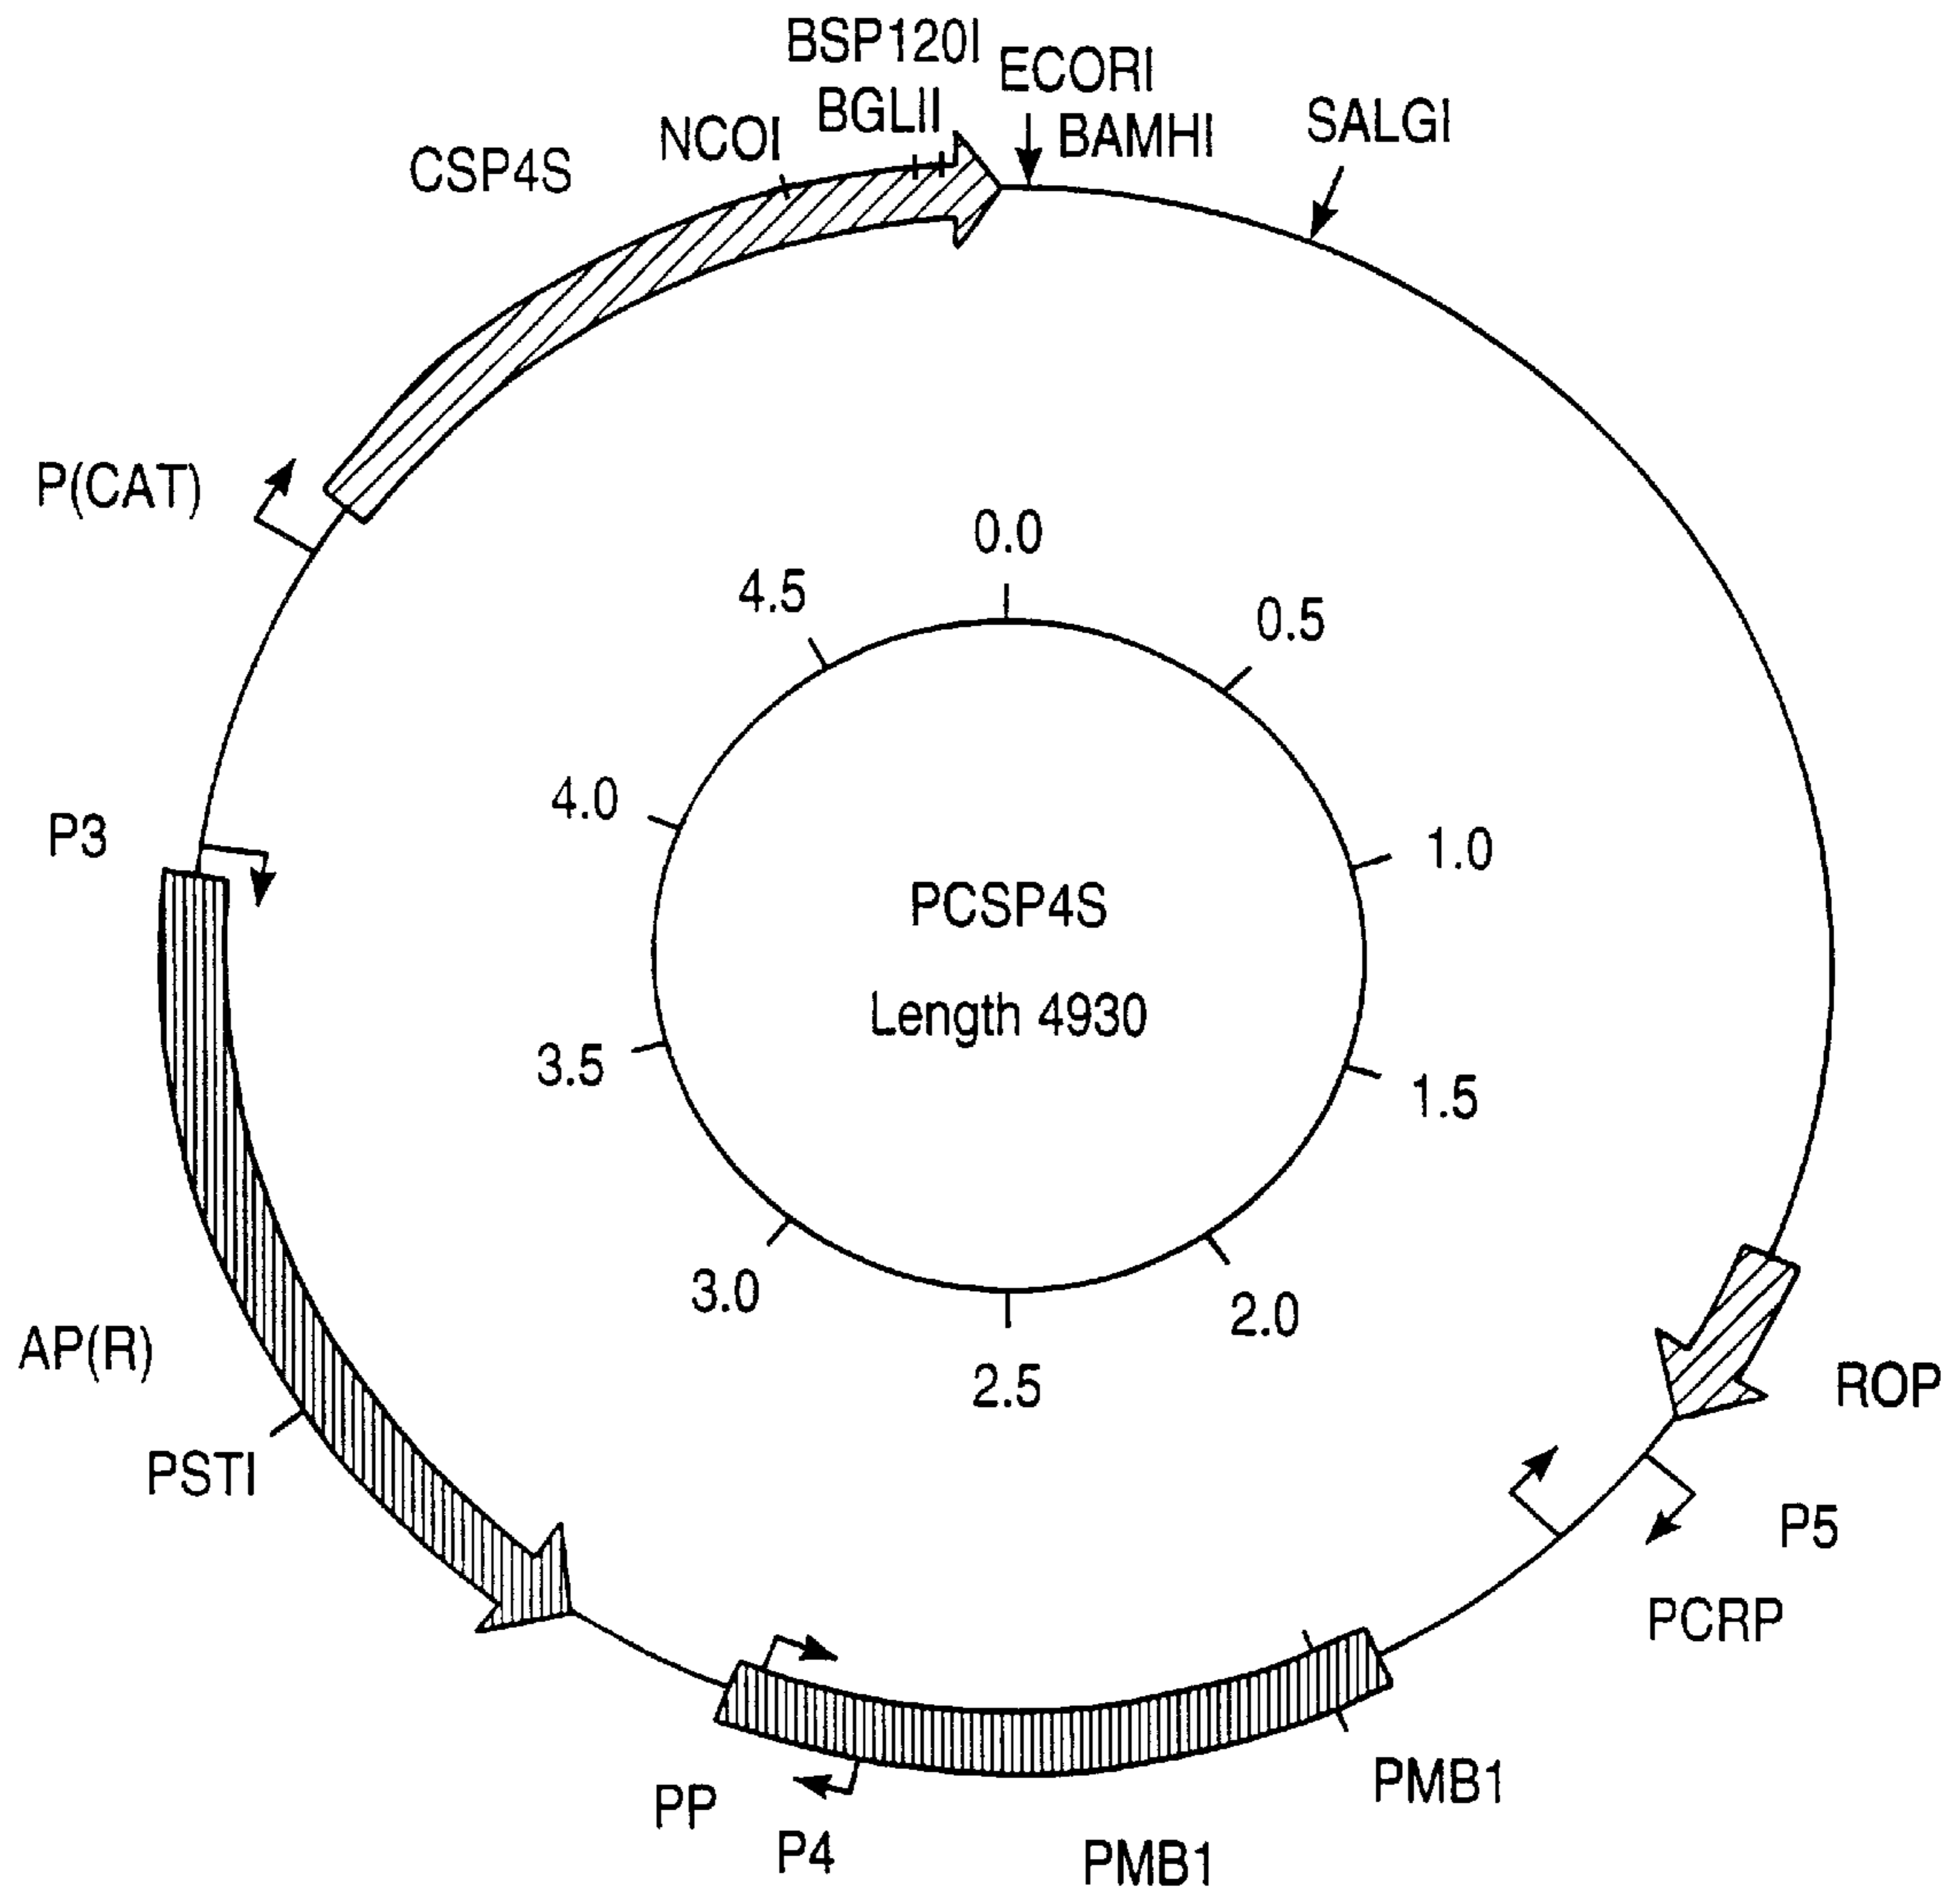 BSP120I
ECORI
BGLII
BAMHI
SALGI
NCOI
CSP4S
P(CAT)
0.0
4.5
0.5
4.0
1.0
P3
PCSP4S
Length 4930
3.5
1.5
3.0
2.0
2.5
AP(R)
PSTI
ROP
P5
PCRP
PMB1
PP
P4
PMB1